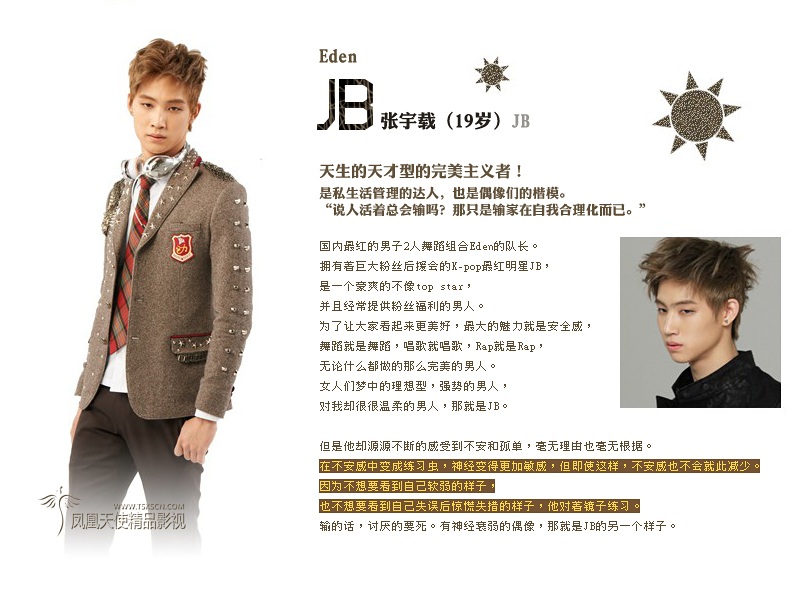 Eden
JB 张宇载（19岁）JB
天生的天才型的完美主义者！
是私生活管理的达人，也是偶像们的楷模。
“说人活着总会输吗？那只是输家在自我合理化而已。”
国内最红的男子2人舞蹈组合Eden的队长。
拥有着巨大粉丝后援会的K-pop最红明星JB，
是一个豪爽的不像top star，
并且经常提供粉丝福利的男人。
为了让大家看起来更美好，最大的魅力就是安全感，
舞蹈就是舞蹈，唱歌就唱歌，Rap就是Rap，
无论什么都做的那么完美的男人。
女人们梦中的理想型，强势的男人，
对我却很很温柔的男人，那就是JB。
但是他却源源不断的感受到不安和孤单，毫无理由也毫无根据。
在不安感中变成练习虫，神经变得更加敏感，但即使这样，不安感也不会就此减少。
因为不想要看到自己软弱的样子，
也不想要看到自己失误后惊慌失措的样子，他对着镜子练习。
输的话，讨厌的要死。有神经衰弱的偶像，那就是JB的另一个样子。
WWW.TSKSCN.COM
凤凰天使精品影视